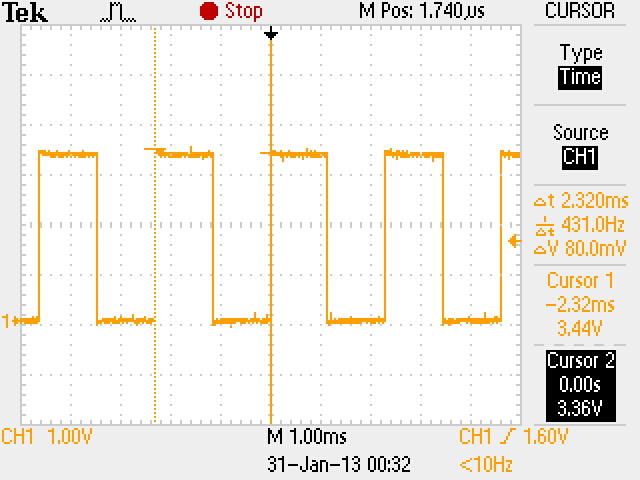 Tek Stop M Pos: 1.740µs CURSOR
Type
Time
Source
CH1
Δt 2.320ms
1/Δt 431.0Hz
ΔV 80.0mV
Cursor 1
−2.32ms
3.44V
1
Cursor 2
0.00s
3.36V
CH1 1.00V M 1.00ms CH1 1.60V
31-Jan-13 00:32 <10Hz